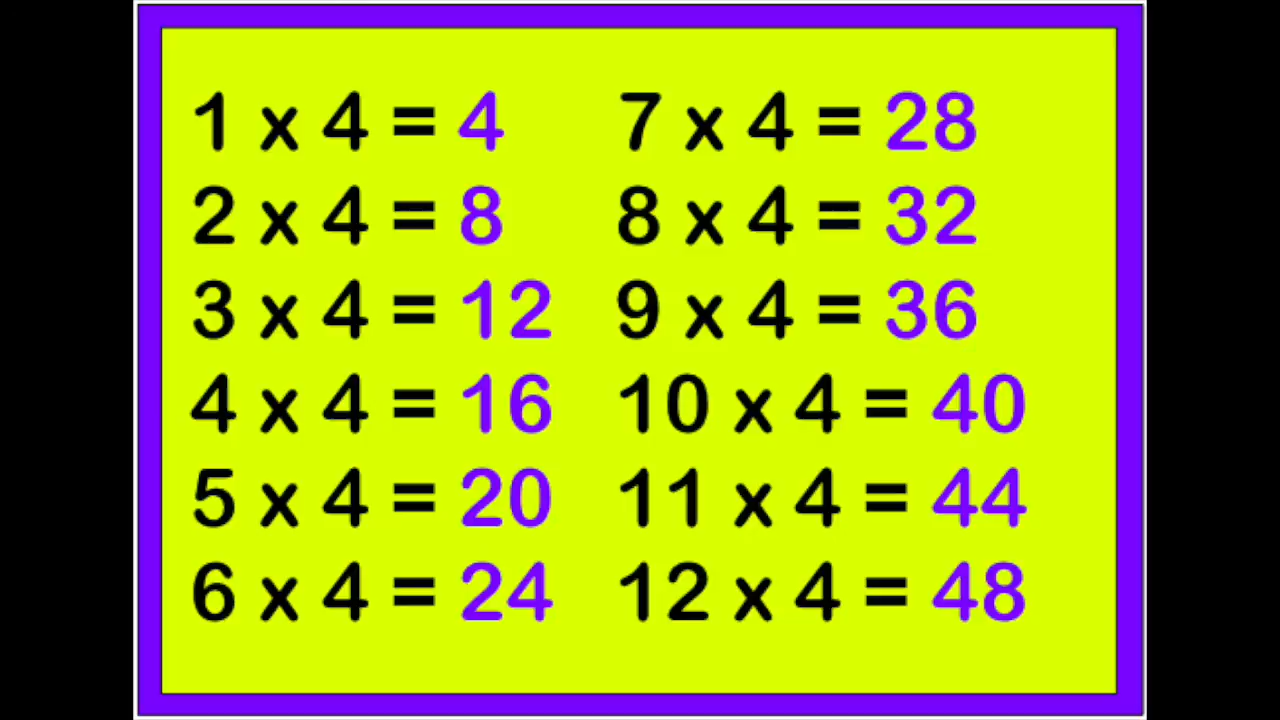 1 x 4 = 4
2 x 4 = 8
3 x 4 = 12
4 x 4 = 16
5 x 4 = 20
6 x 4 = 24
7 x 4 = 28
8 x 4 = 32
9 x 4 = 36
10 x 4 = 40
11 x 4 = 44
12 x 4 = 48